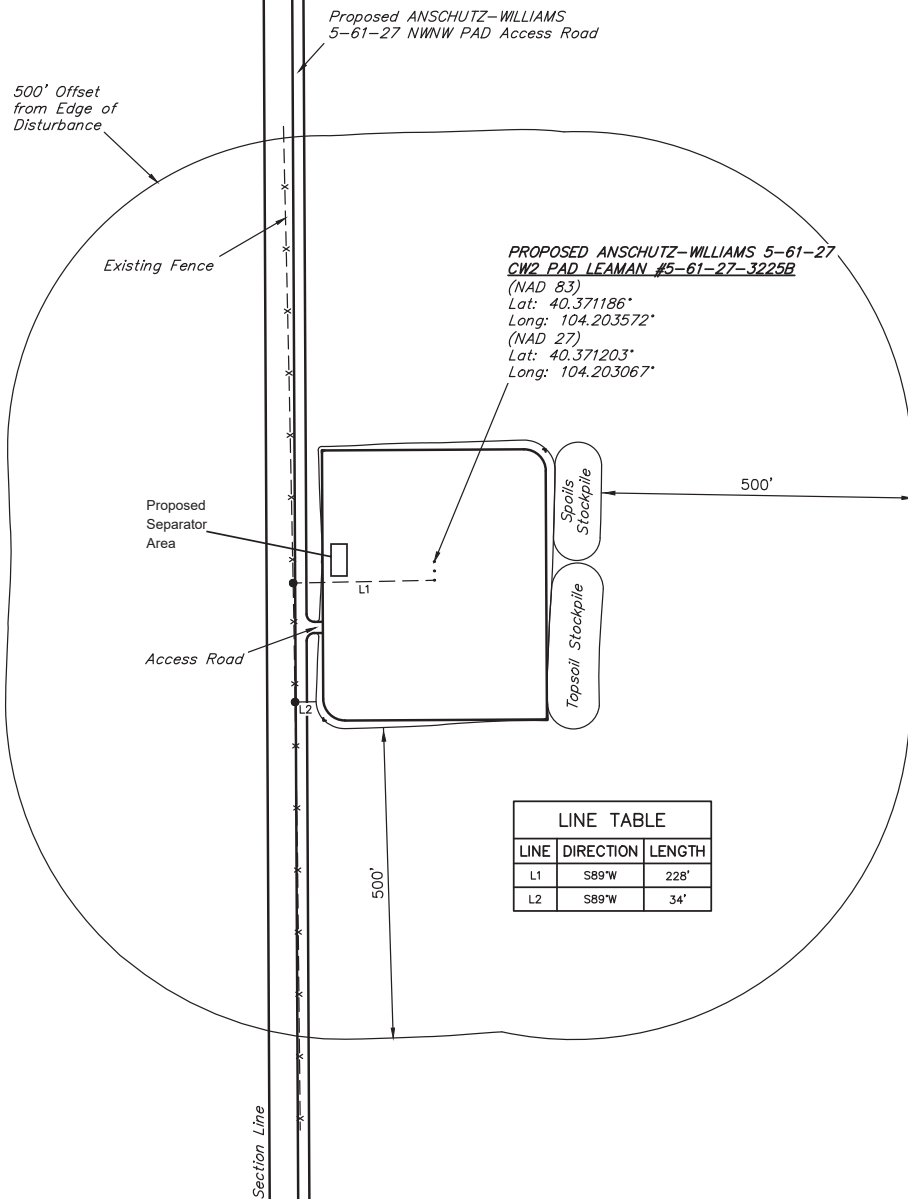 Proposed ANSCHUTZ-WILLIAMS
5-61-27 NWNW PAD Access Road
500' Offset
from Edge of
Disturbance
Existing Fence
PROPOSED ANSCHUTZ-WILLIAMS 5-61-27
CW2 PAD LEAMAN #5-61-27-3225B
(NAD 83)
Lat: 40.371186°
Long: 104.203572°
(NAD 27)
Lat: 40.371203°
Long: 104.203067°
Spoils
Stockpile
500'
Proposed
Separator
Area
L1
Topsoil Stockpile
Access Road
L2
500'
LINE TABLE
LINE DIRECTION LENGTH
L1 S89°W 228'
L2 S89°W 34'
Section Line